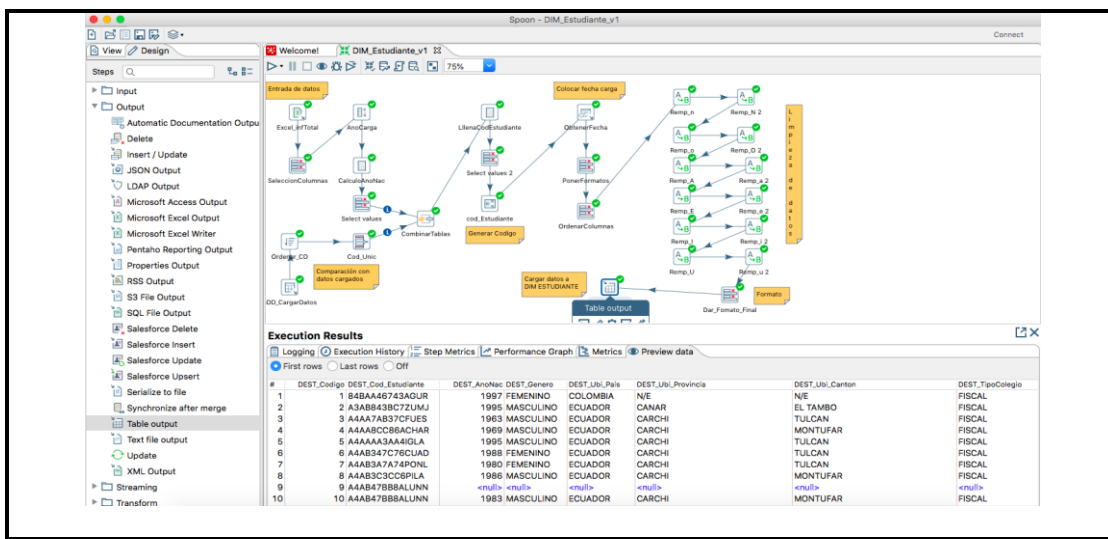 Spoon - DIM_Estudiante_v1
Connect
View Design
Welcome! DIM_Estudiante_v1
Steps
75%
Input
Output
Automatic Documentation Outpu
Delete
Insert / Update
JSON Output
LDAP Output
Microsoft Access Output
Microsoft Excel Output
Microsoft Excel Writer
Pentaho Reporting Output
Properties Output
RSS Output
S3 File Output
SQL File Output
Salesforce Delete
Salesforce Insert
Salesforce Update
Salesforce Upsert
Serialize to file
Synchronize after merge
Table output
Text file output
Update
XML Output
Streaming
Transform
Entrada de datos
Excel_infTotal
AnoCarga
SeleccionColumnas
CalculoAnoNac
Select values
CombinarTablas
Cod_Unic
Comparación con
datos cargados
DD_CargarDatos
LlenaCodEstudiante
Select values 2
cod_Estudiante
Generar Codigo
Colocar fecha carga
ObtenerFecha
PonerFormatos
OrdenarColumnas
Remp_n
Remp_N 2
Remp_o
Remp_O 2
Remp_A
Remp_a 2
Remp_E
Remp_e 2
Remp_I
Remp_i 2
Remp_U
Remp_u 2
Limpieza de datos
Cargar datos a
DIM ESTUDIANTE
Table output
Dar_Fomato_Final
Formato
Execution Results
Logging Execution History Step Metrics Performance Graph Metrics Preview data
First rows Last rows Off
# DEST_Codigo DEST_Cod_Estudiante DEST_AnoNac DEST_Genero DEST_Ubi_Pais DEST_Ubi_Provincia DEST_Ubi_Canton DEST_TipoColegio
1 1 84BAA46743AGUR 1997 FEMENINO COLOMBIA N/E N/E FISCAL
2 2 A3AB843BC7ZUMJ 1995 MASCULINO ECUADOR CANAR EL TAMBO FISCAL
3 3 A4AA7AB37CFUES 1963 MASCULINO ECUADOR CARCHI TULCAN FISCAL
4 4 A4AA8CC86ACHAR 1969 MASCULINO ECUADOR CARCHI MONTUFAR FISCAL
5 5 A4AAAA3AA4IGLA 1995 MASCULINO ECUADOR CARCHI TULCAN FISCAL
6 6 A4AB347C76CUAD 1988 FEMENINO ECUADOR CARCHI TULCAN FISCAL
7 7 A4AB3A7A74PONL 1980 FEMENINO ECUADOR CARCHI TULCAN FISCAL
8 8 A4AB3C3CC6PILA 1986 MASCULINO ECUADOR CARCHI MONTUFAR FISCAL
9 9 A4AB47BB8ALUNN <null> <null> <null> <null> <null> <null>
10 10 A4AB47BB8ALUNN 1983 MASCULINO ECUADOR CARCHI MONTUFAR FISCAL